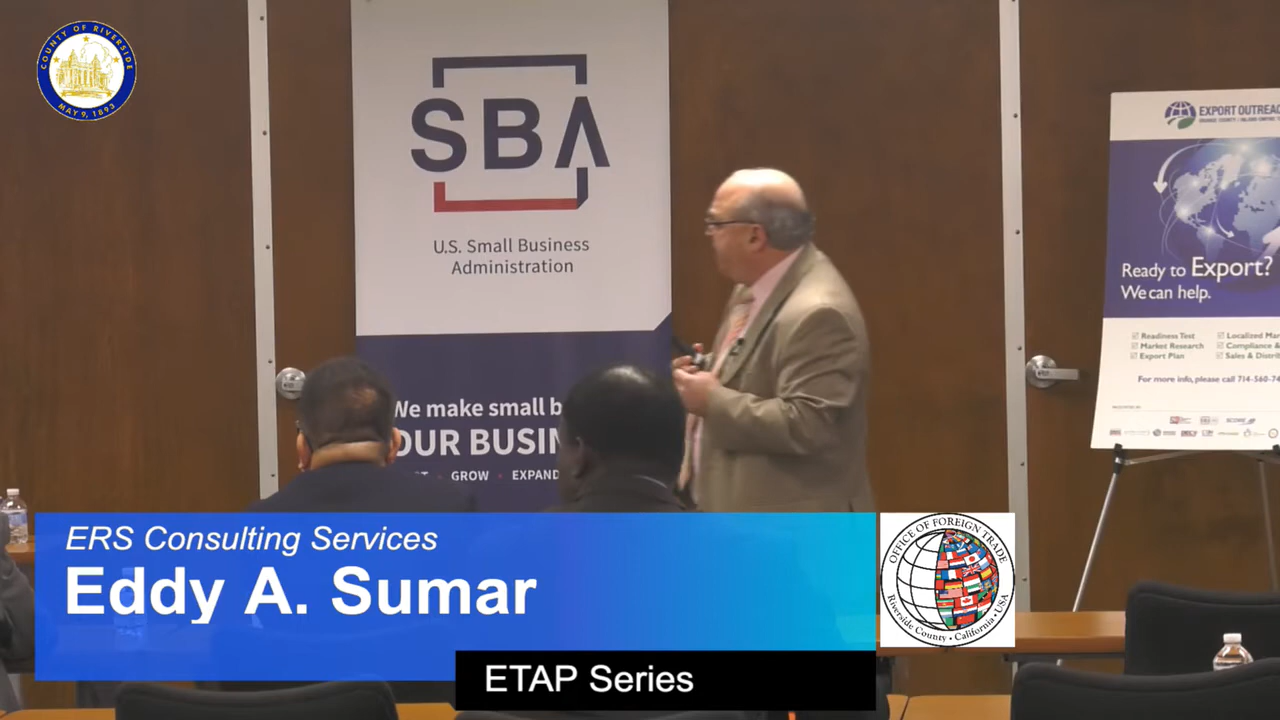 COUNTY OF RIVERSIDE
MAY 9, 1893
SBA
U.S. Small Business
Administration
We make small b
OUR BUSIN
GROW
EXPAND
EXPORT OUTREAC
Ready to Export?
We can help.
Readiness Test
Market Research
Export Plan
Localized Mar
Compliance &
Sales & Distrib
For more info, please call 714-560-74
ERS Consulting Services
Eddy A. Sumar
ETAP Series
OFFICE OF FOREIGN TRADE
Riverside County • California • USA